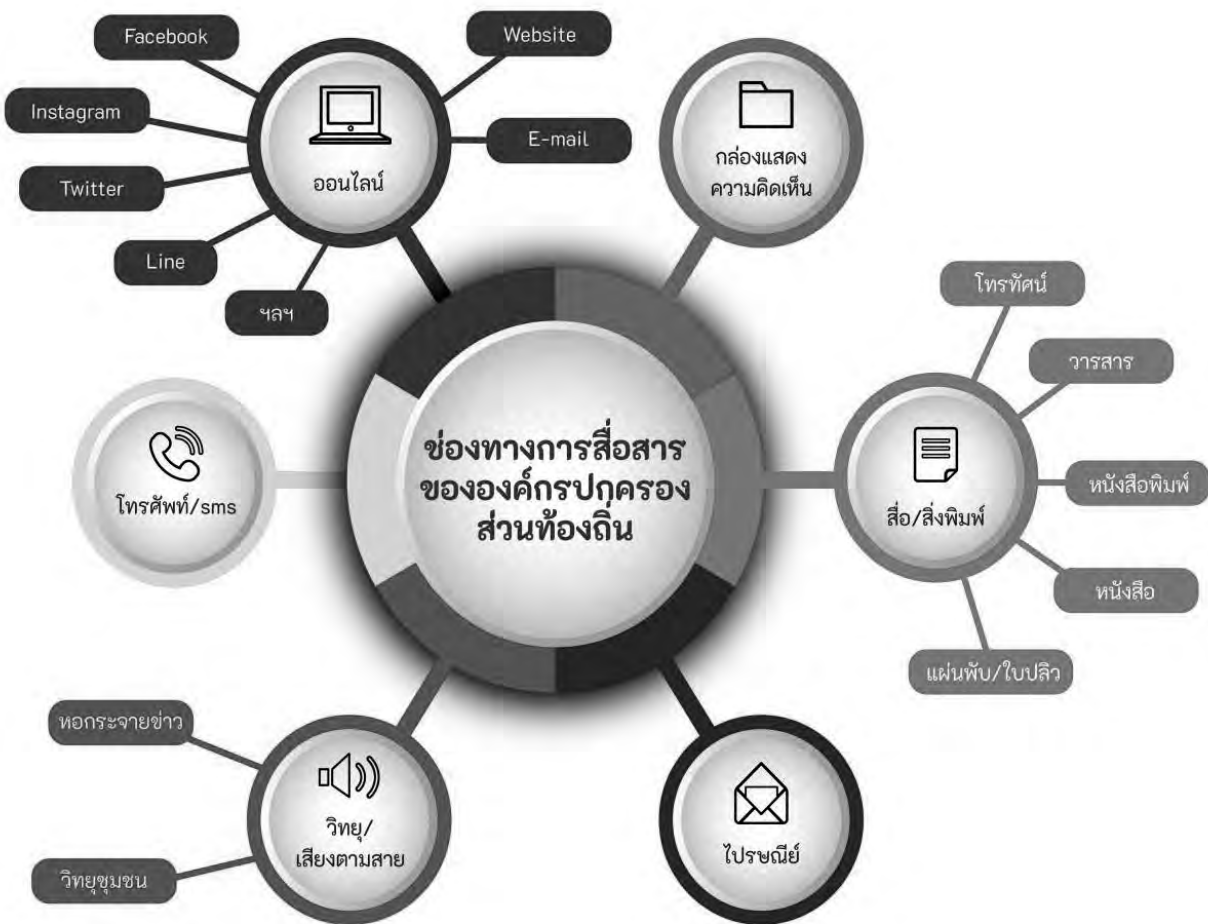 Facebook
Website
Instagram
E-mail
Twitter
Line
ฯลฯ
ออนไลน์
กล่องแสดง
ความคิดเห็น
ช่องทางการสื่อสาร
ขององค์กรปกครอง
ส่วนท้องถิ่น
โทรศัพท์/sms
โทรทัศน์
วารสาร
หนังสือพิมพ์
หนังสือ
แผ่นพับ/ใบปลิว
สื่อ/สิ่งพิมพ์
หอกระจายข่าว
วิทยุชุมชน
วิทยุ/
เสียงตามสาย
ไปรษณีย์